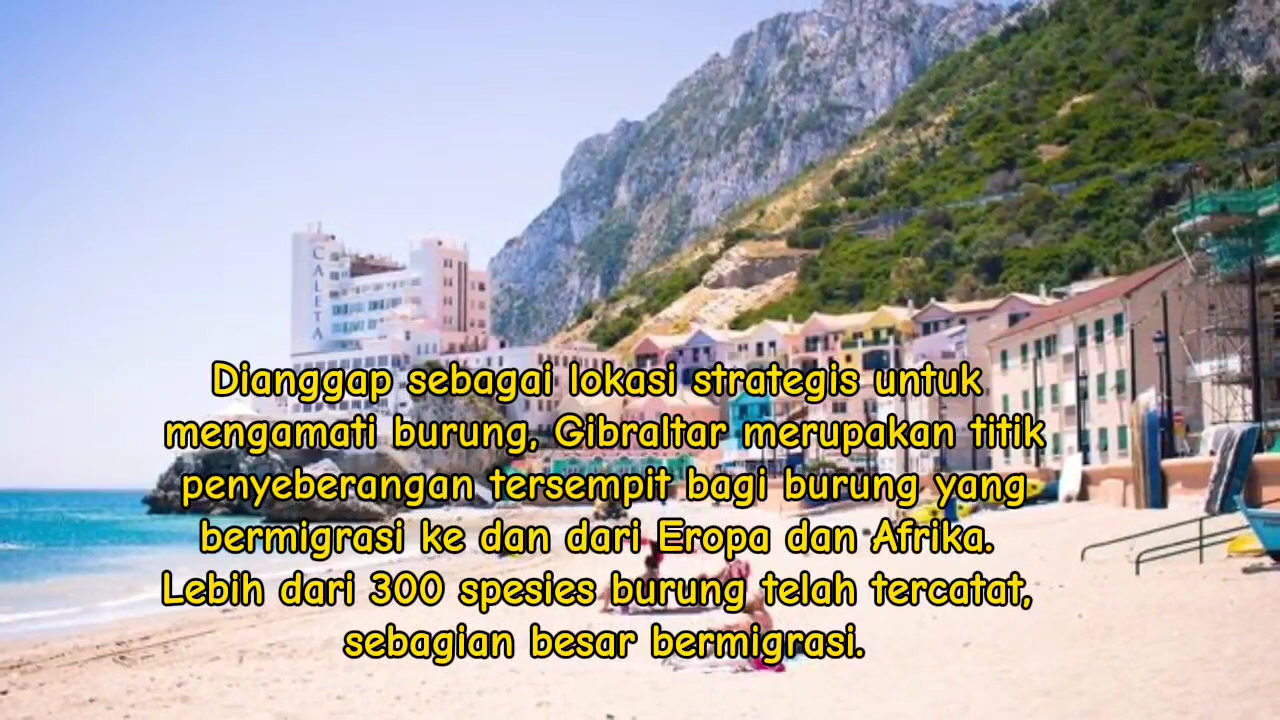 CALETA
Dianggap sebagai lokasi strategis untuk
mengamati burung, Gibraltar merupakan titik
penyeberangan tersempit bagi burung yang
bermigrasi ke dan dari Eropa dan Afrika.
Lebih dari 300 spesies burung telah tercatat,
sebagian besar bermigrasi.